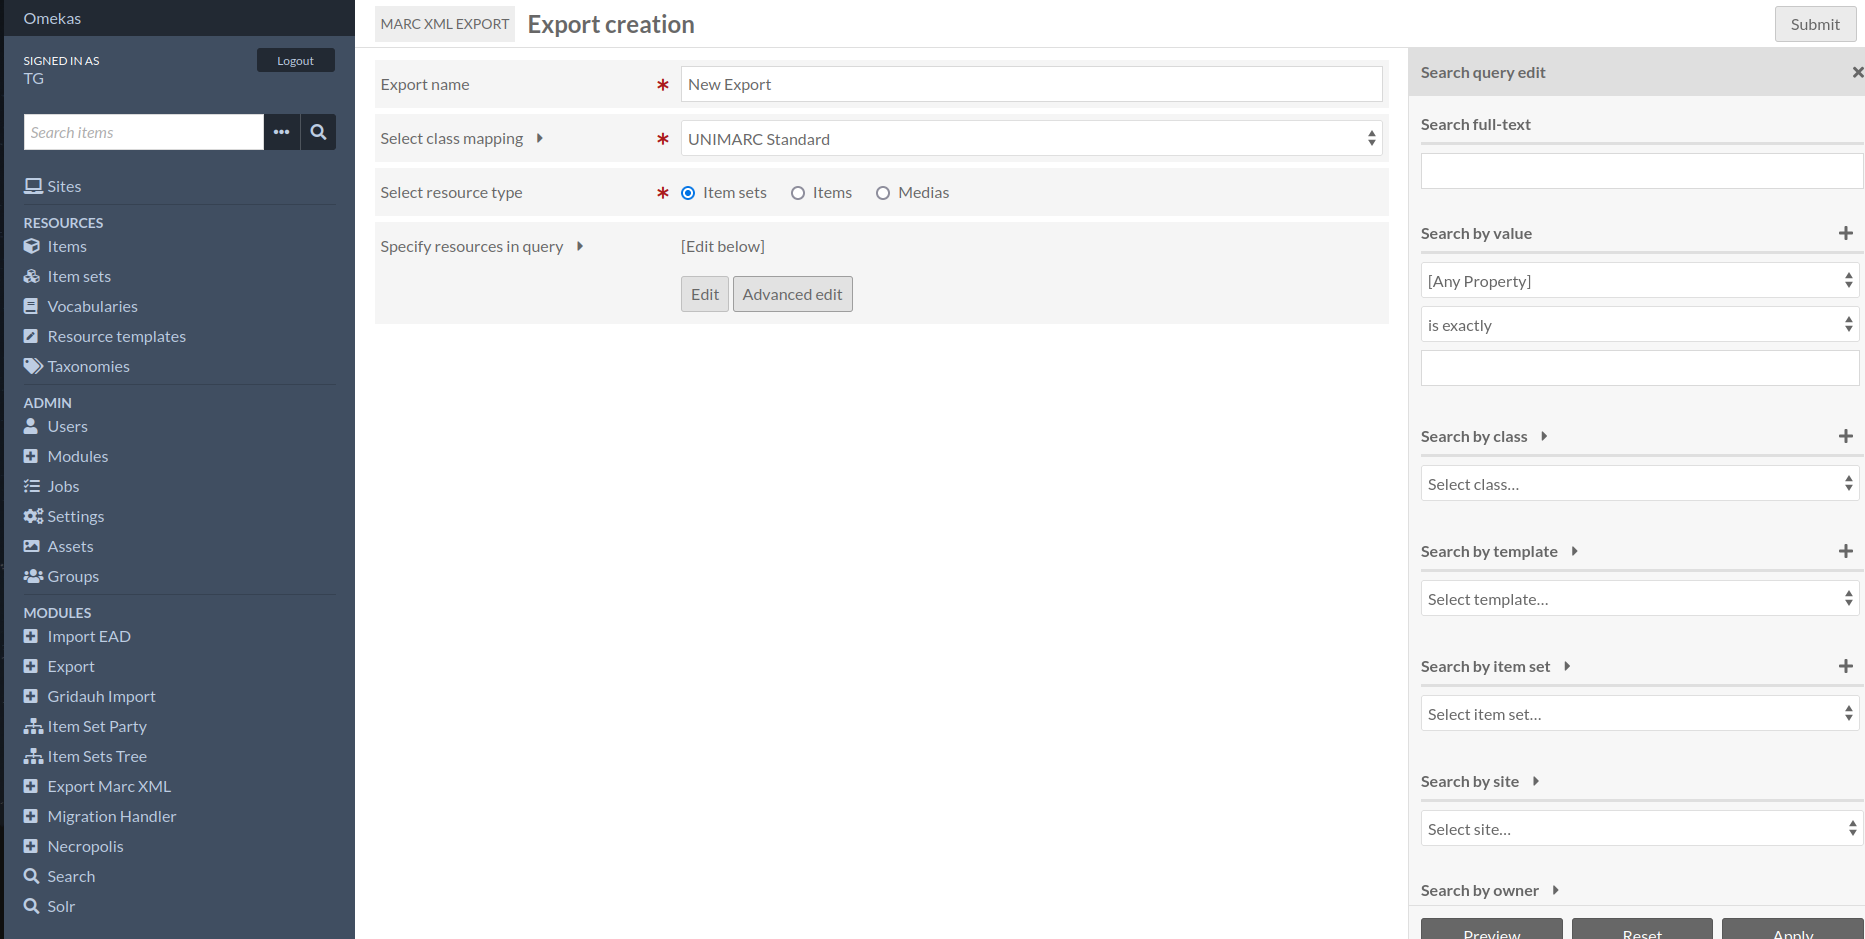 Omekas
SIGNED IN AS
TG
Logout
Search items
Sites
RESOURCES
Items
Item sets
Vocabularies
Resource templates
Taxonomies
ADMIN
Users
Modules
Jobs
Settings
Assets
Groups
MODULES
Import EAD
Export
Gridauh Import
Item Set Party
Item Sets Tree
Export Marc XML
Migration Handler
Necropolis
Search
Solr
MARC XML EXPORT Export creation
Submit
Export name * New Export
Select class mapping * UNIMARC Standard
Select resource type * Item sets Items Medias
Specify resources in query [Edit below]
Edit Advanced edit
Search query edit
Search full-text
Search by value
[Any Property]
is exactly
Search by class
Select class...
Search by template
Select template...
Search by item set
Select item set...
Search by site
Select site...
Search by owner
Preview Reset Apply